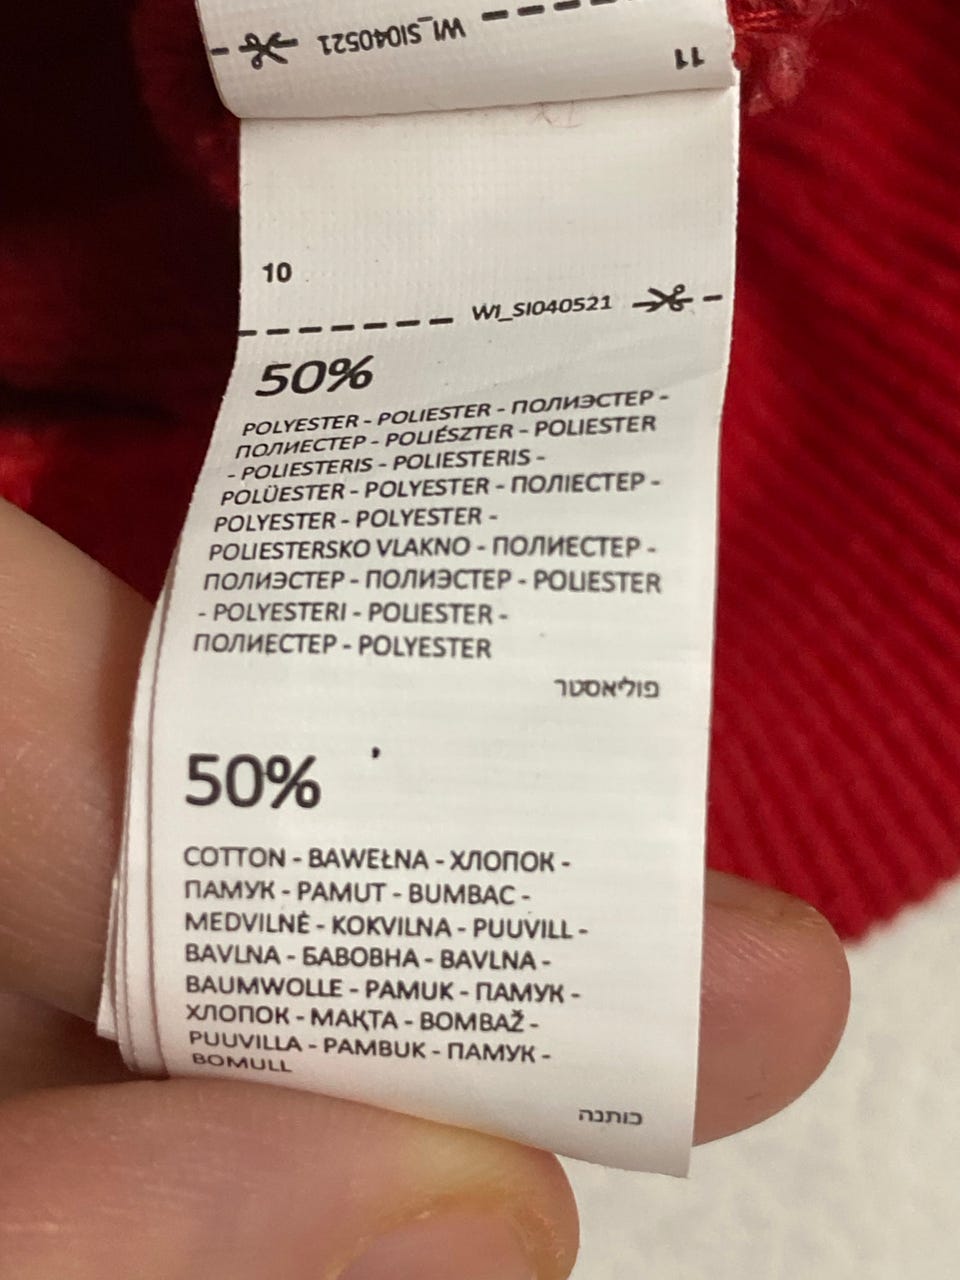 WI_SI040521
11
10
WI_SI040521
50%
POLYESTER - POLIESTER - ПОЛИЭСТЕР -
ПОЛИЕСТЕР - POLIÉSZTER - POLIESTER
- POLIESTERIS - POLIESTERIS -
POLÜESTER - POLYESTER - ПОЛІЕСТЕР -
POLYESTER - POLYESTER -
POLIESTERSKO VLAKNO - ПОЛИЕСТЕР -
ПОЛИЭСТЕР - ПОЛИЭСТЕР - POLIESTER
- POLYESTERI - POLIESTER -
ПОЛИЕСТЕР - POLYESTER
פוליאסטר
50%
COTTON - BAWEŁNA - ХЛОПОК -
ПАМУК - PAMUT - BUMBAC -
MEDVILNĖ - KOKVILNA - PUUVILL -
BAVLNA - БАВОВНА - BAVLNA -
BAUMWOLLE - PAMUK - ПАМУК -
ХЛОПОК - МАҚТА - BOMBAŽ -
PUUVILLA - PAMBUK - ПАМУК -
BOMULL
כותנה